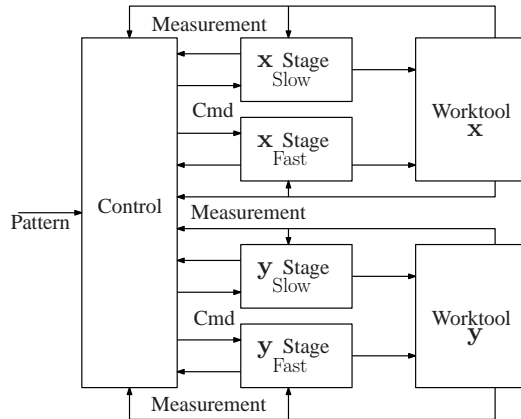 Measurement
x Stage
Slow
Cmd
x Stage
Fast
Worktool
x
Pattern
Control
Measurement
y Stage
Slow
Cmd
y Stage
Fast
Worktool
y
Measurement